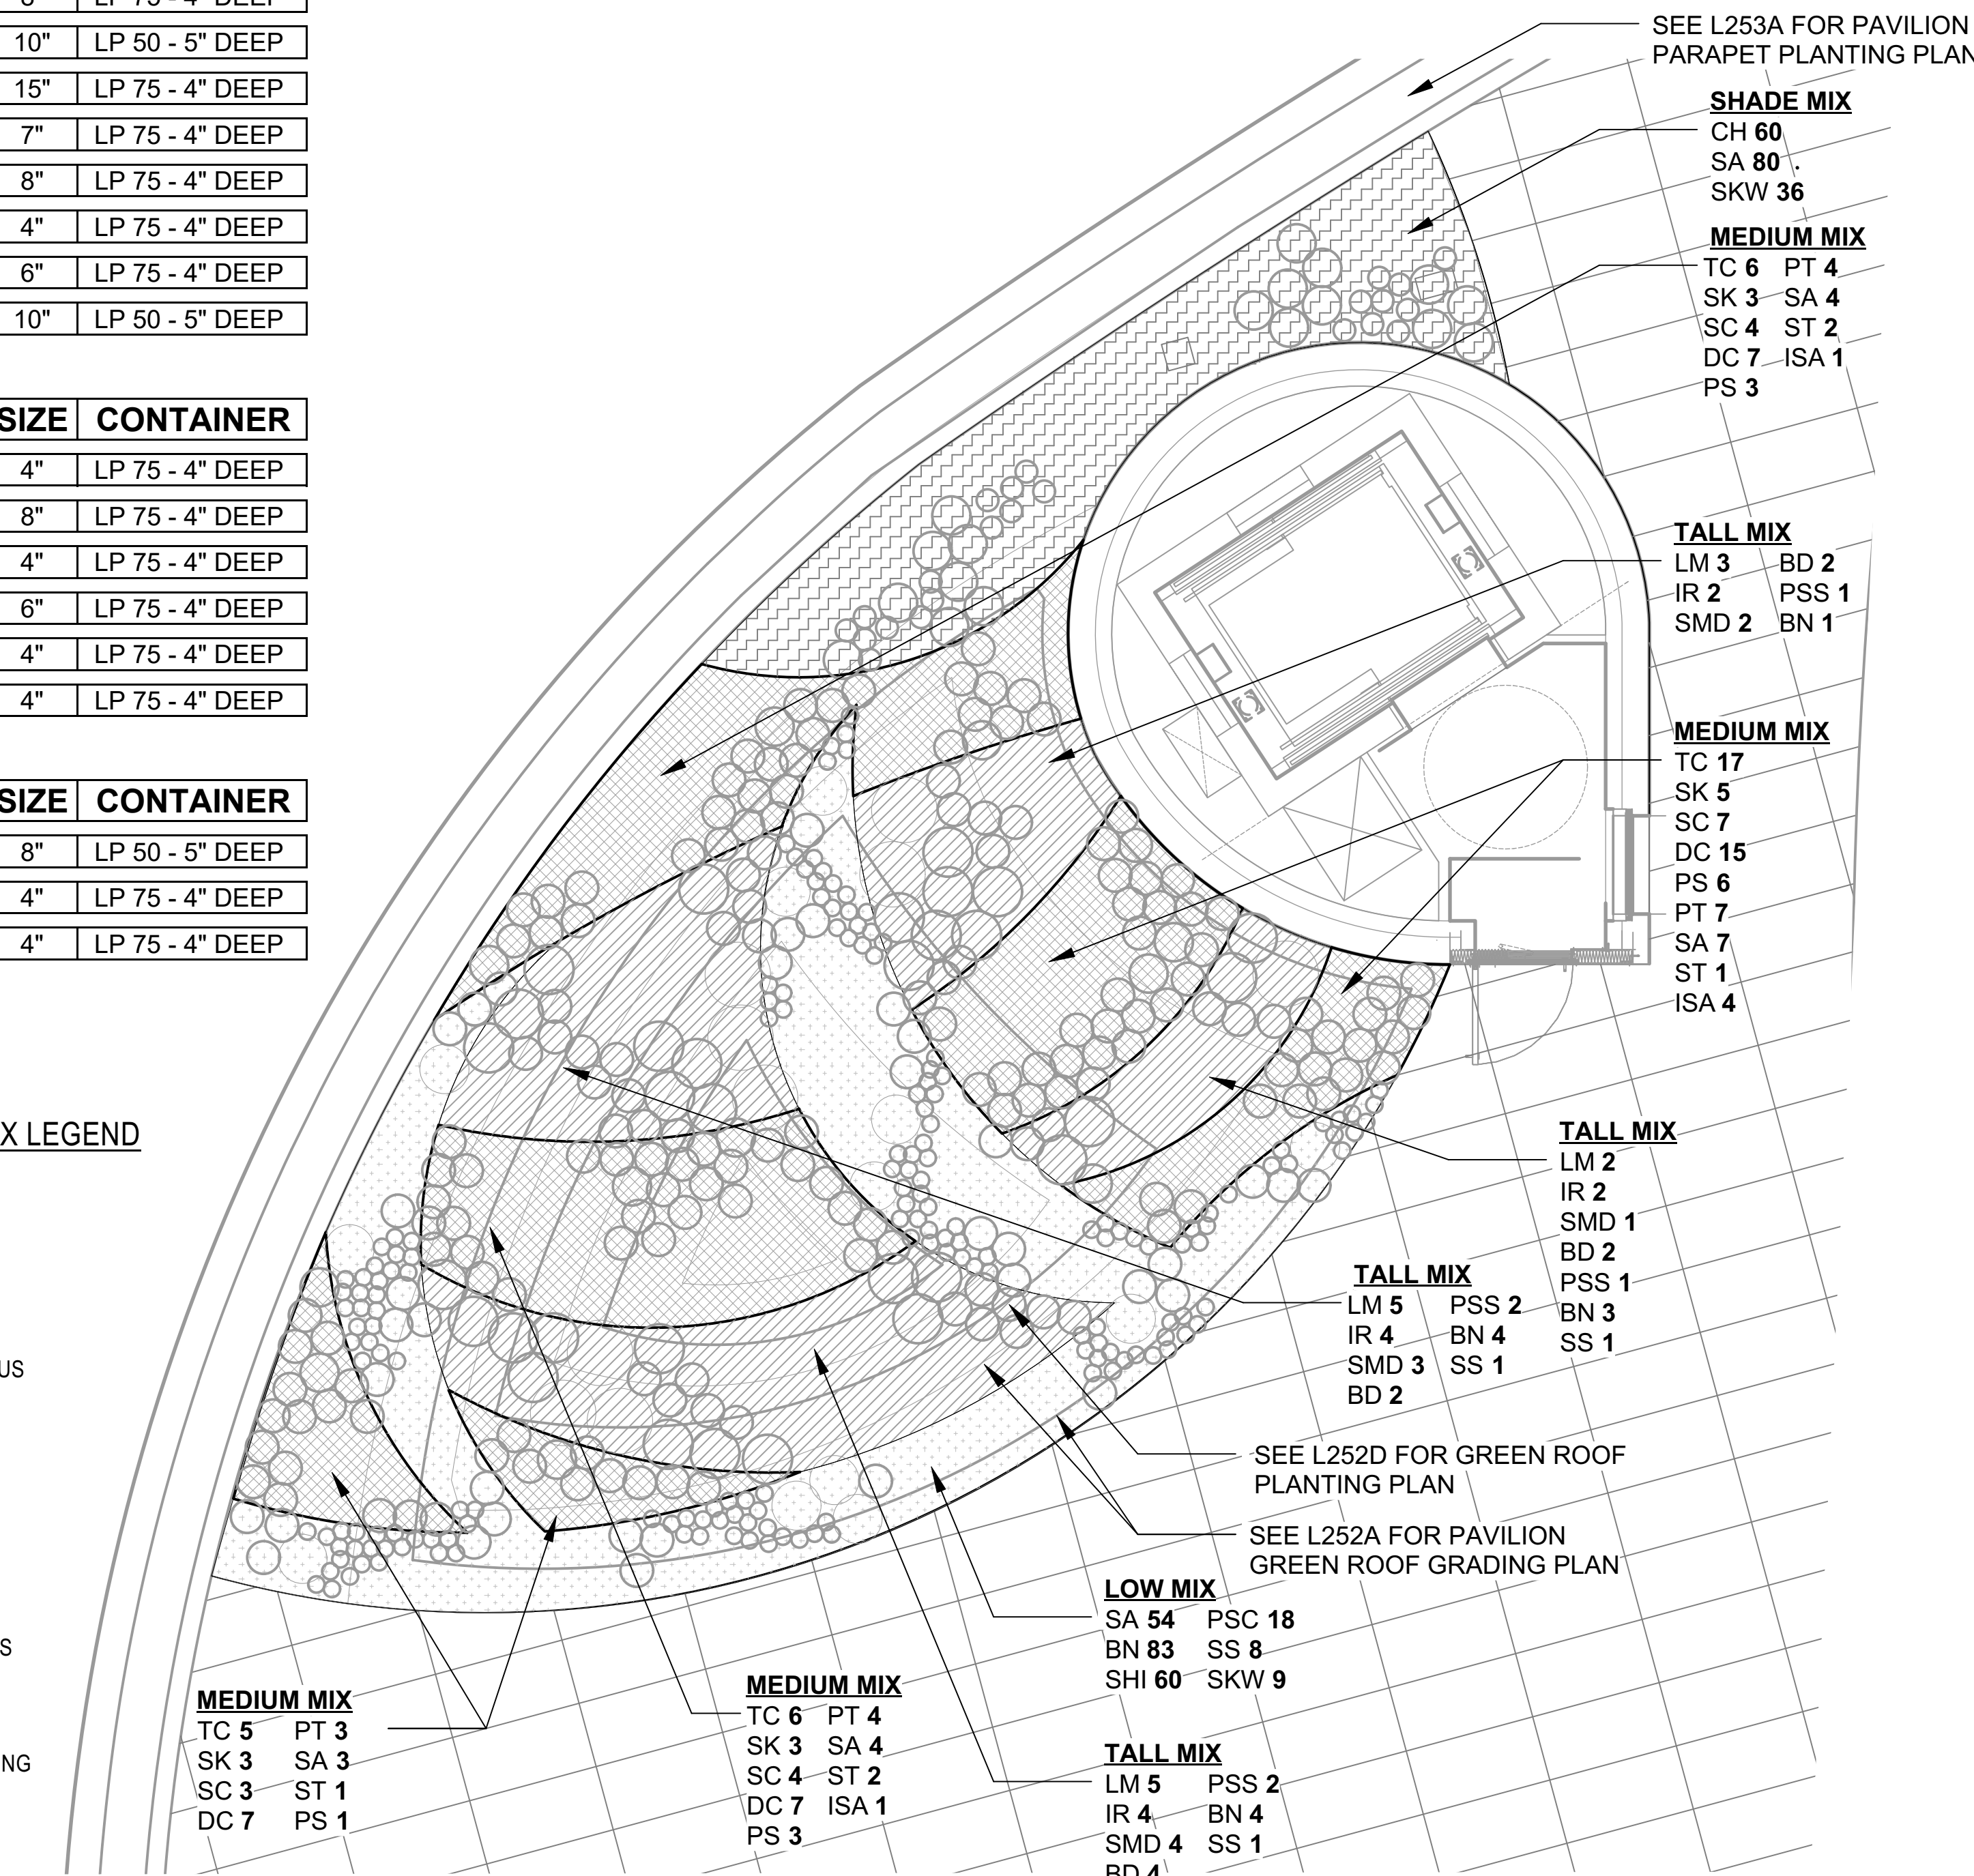 10" LP 50 - 5" DEEP
15" LP 75 - 4" DEEP
7" LP 75 - 4" DEEP
8" LP 75 - 4" DEEP
4" LP 75 - 4" DEEP
6" LP 75 - 4" DEEP
10" LP 50 - 5" DEEP
SIZE CONTAINER
4" LP 75 - 4" DEEP
8" LP 75 - 4" DEEP
4" LP 75 - 4" DEEP
6" LP 75 - 4" DEEP
4" LP 75 - 4" DEEP
4" LP 75 - 4" DEEP
SIZE CONTAINER
8" LP 50 - 5" DEEP
4" LP 75 - 4" DEEP
4" LP 75 - 4" DEEP
X LEGEND
US
S
NG
SEE L253A FOR PAVILION
PARAPET PLANTING PLAN
SHADE MIX
CH 60
SA 80
SKW 36
MEDIUM MIX
TC 6 PT 4
SK 3 SA 4
SC 4 ST 2
DC 7 ISA 1
PS 3
TALL MIX
LM 3 BD 2
IR 2 PSS 1
SMD 2 BN 1
MEDIUM MIX
TC 17
SK 5
SC 7
DC 15
PS 6
PT 7
SA 7
ST 1
ISA 4
TALL MIX
LM 2
IR 2
SMD 1
BD 2
PSS 1
BN 3
SS 1
TALL MIX
LM 5 PSS 2
IR 4 BN 4
SMD 3 SS 1
BD 2
SEE L252D FOR GREEN ROOF
PLANTING PLAN
SEE L252A FOR PAVILION
GREEN ROOF GRADING PLAN
LOW MIX
SA 54 PSC 18
BN 83 SS 8
SHI 60 SKW 9
MEDIUM MIX
TC 5 PT 3
SK 3 SA 3
SC 3 ST 1
DC 7 PS 1
MEDIUM MIX
TC 6 PT 4
SK 3 SA 4
SC 4 ST 2
DC 7 ISA 1
PS 3
TALL MIX
LM 5 PSS 2
IR 4 BN 4
SMD 4 SS 1
BD 4